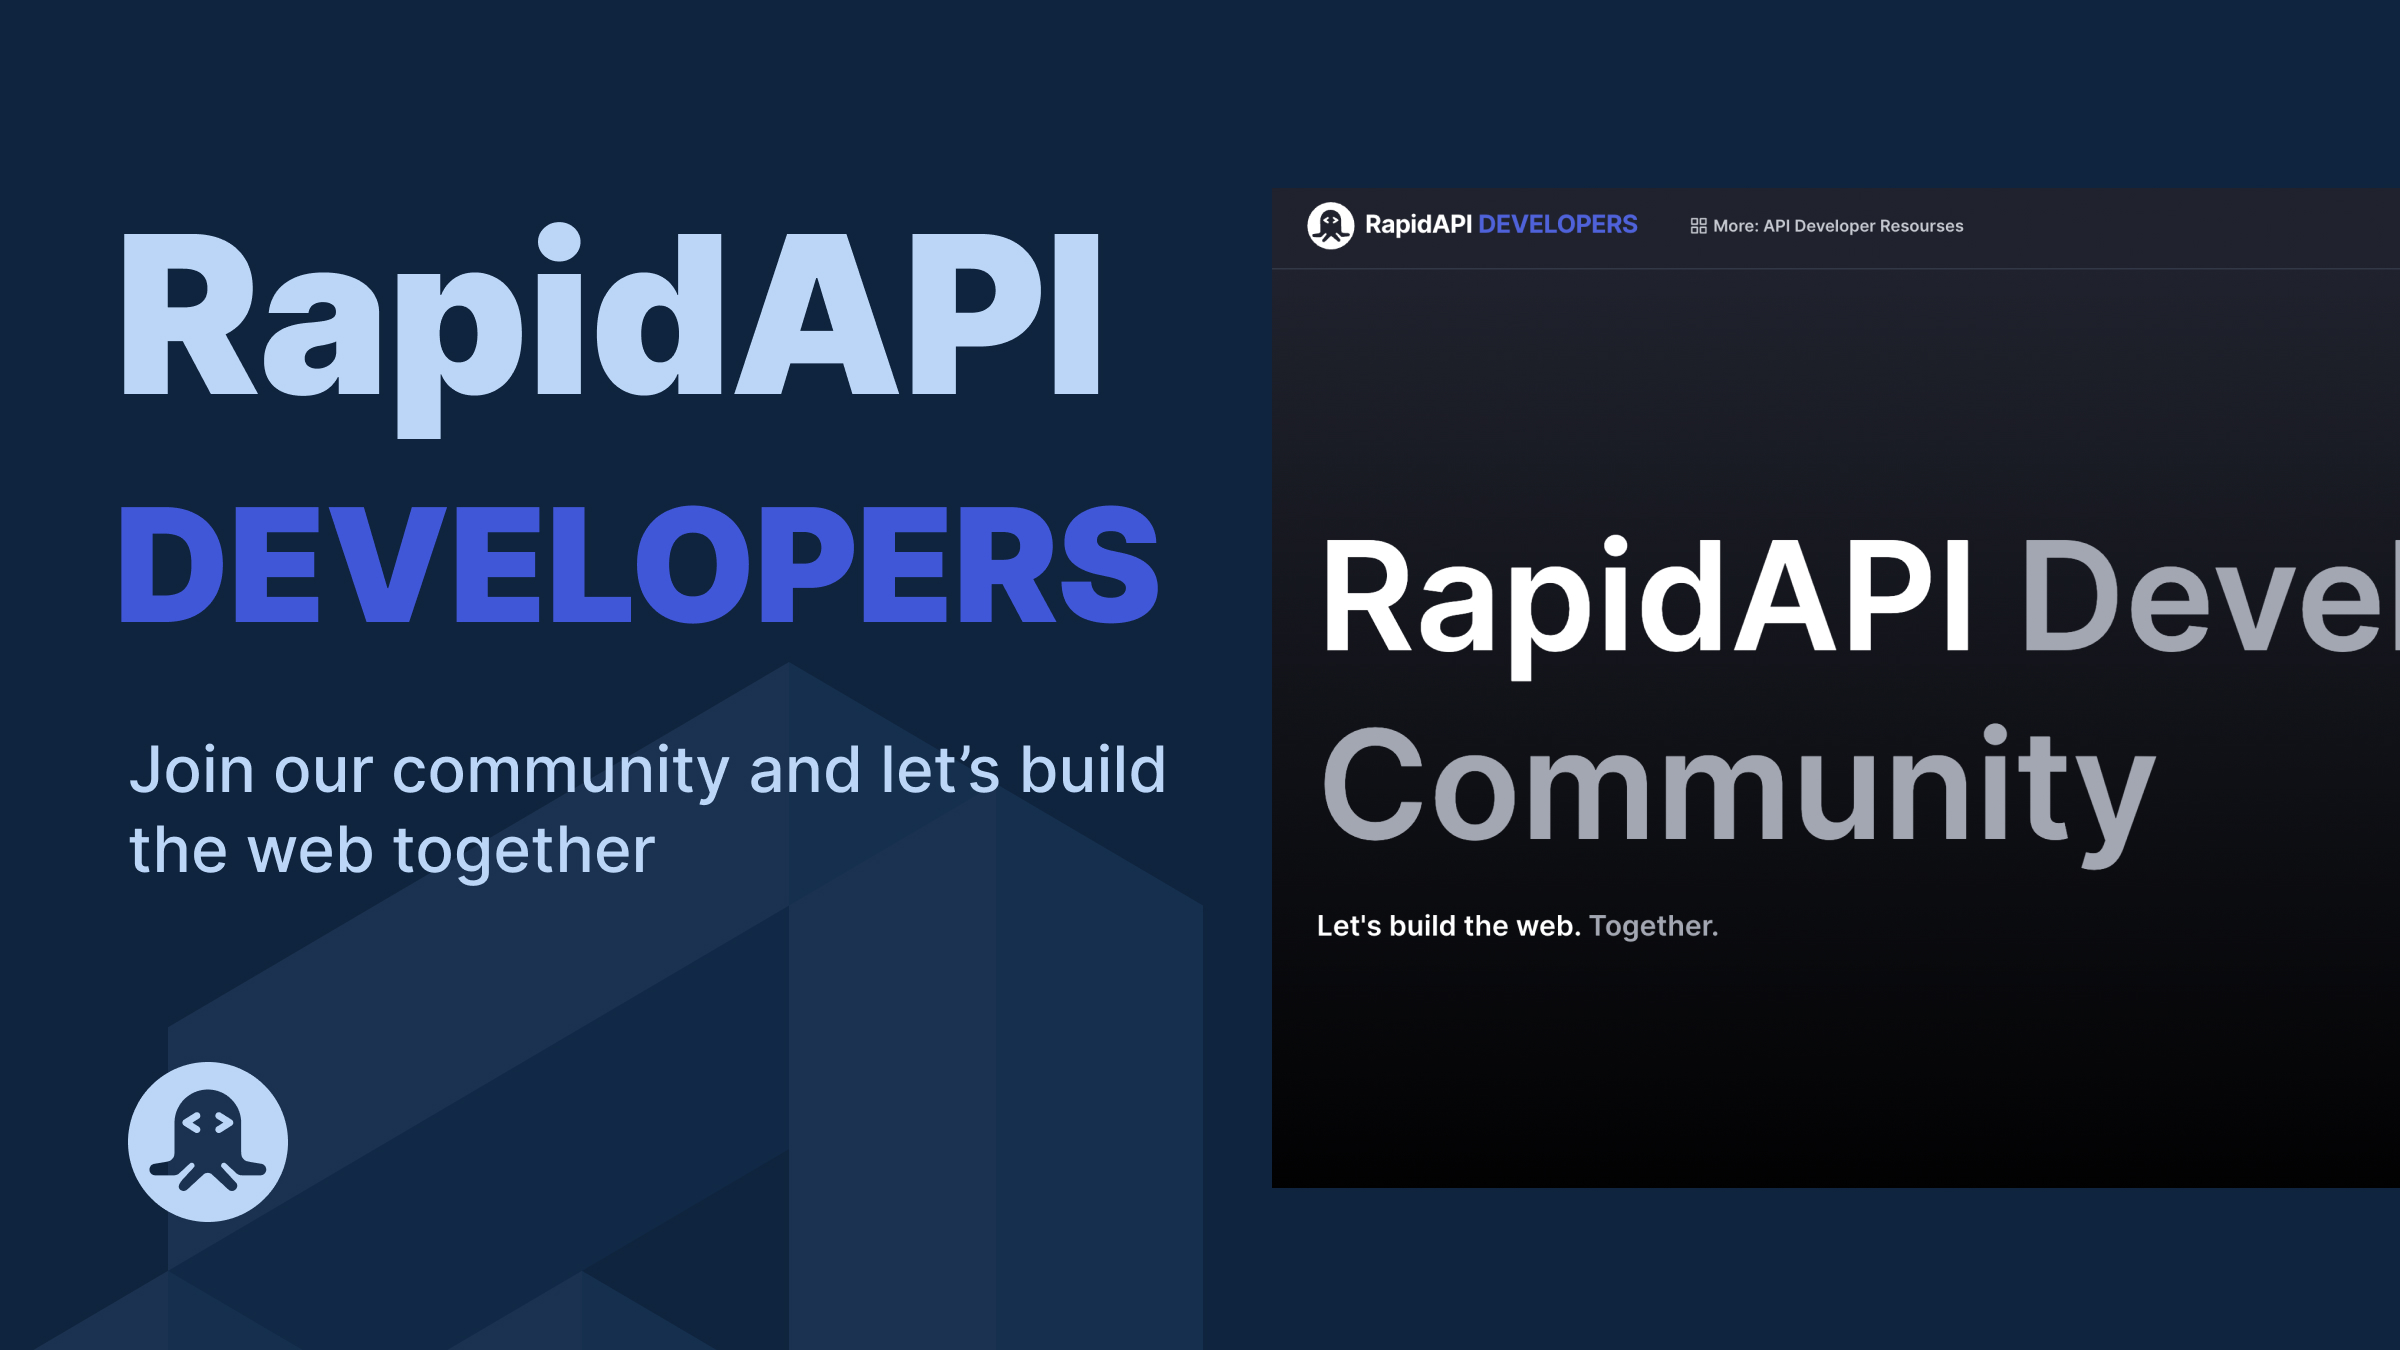 RapidAPI
DEVELOPERS
Join our community and let’s build
the web together
RapidAPI DEVELOPERS
More: API Developer Resourses
RapidAPI Devel
Community
Let's build the web. Together.